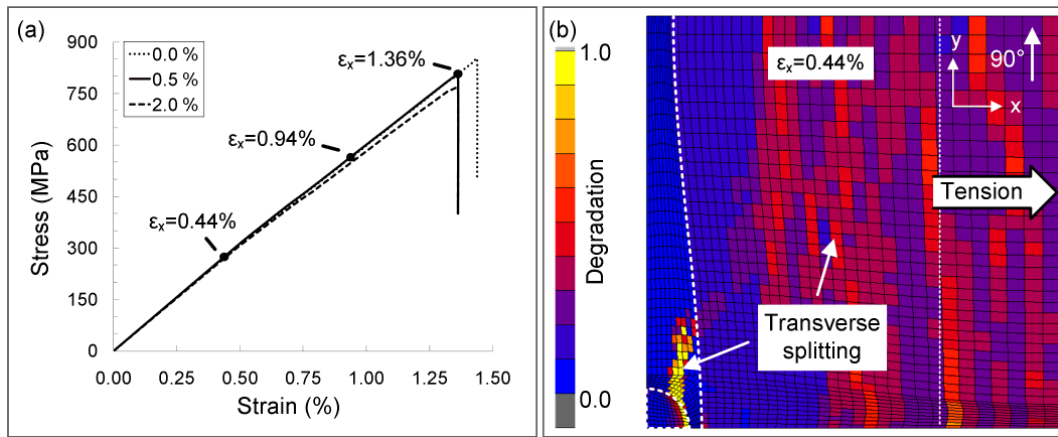 (a)
900
750
600
450
300
150
0
Stress (MPa)
0.0 %
0.5 %
2.0 %
εx=1.36%
εx=0.94%
εx=0.44%
0.00 0.25 0.50 0.75 1.00 1.25 1.50
Strain (%)
(b)
1.0
Degradation
0.0
εx=0.44%
y
x
90°
Tension
Transverse
splitting